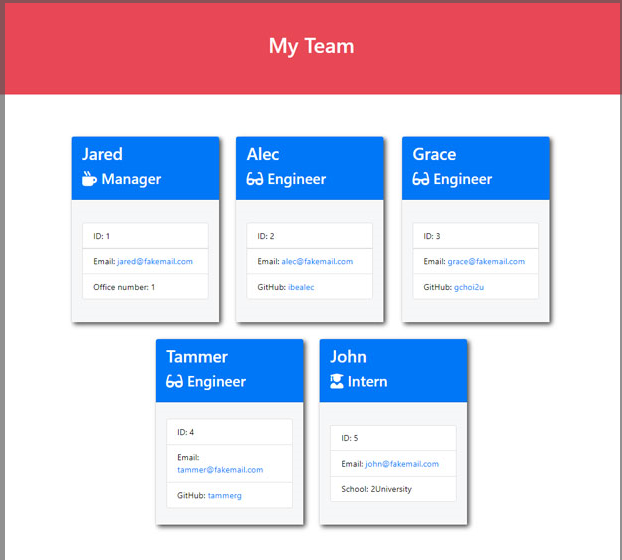 My Team
Jared
Manager
ID: 1
Email: jared@fakemail.com
Office number: 1
Alec
Engineer
ID: 2
Email: alec@fakemail.com
GitHub: ibealec
Grace
Engineer
ID: 3
Email: grace@fakemail.com
GitHub: gchoi2u
Tammer
Engineer
ID: 4
Email:
tammer@fakemail.com
GitHub: tammerg
John
Intern
ID: 5
Email: john@fakemail.com
School: 2University